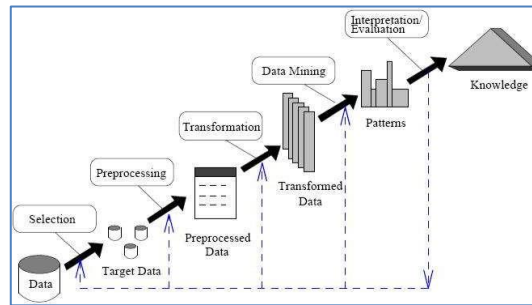 Interpretation/
Evaluation
Data Mining
Knowledge
Transformation
Patterns
Preprocessing
Transformed
Data
Selection
Preprocessed
Data
Target Data
Data